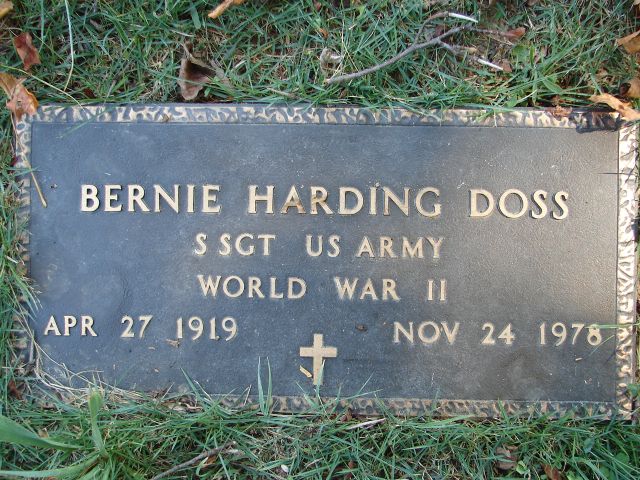 BERNIE HARDING DOSS
S SGT US ARMY
WORLD WAR II
APR 27 1919 NOV 24 1978